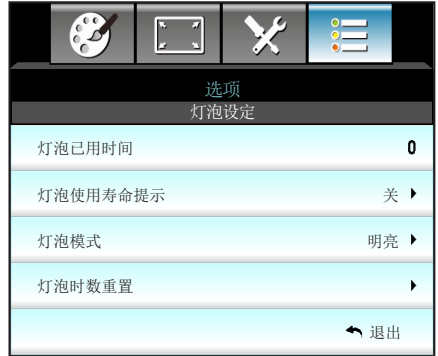 选项
灯泡设定
灯泡已用时间 0
灯泡使用寿命提示 关
灯泡模式 明亮
灯泡时数重置
退出